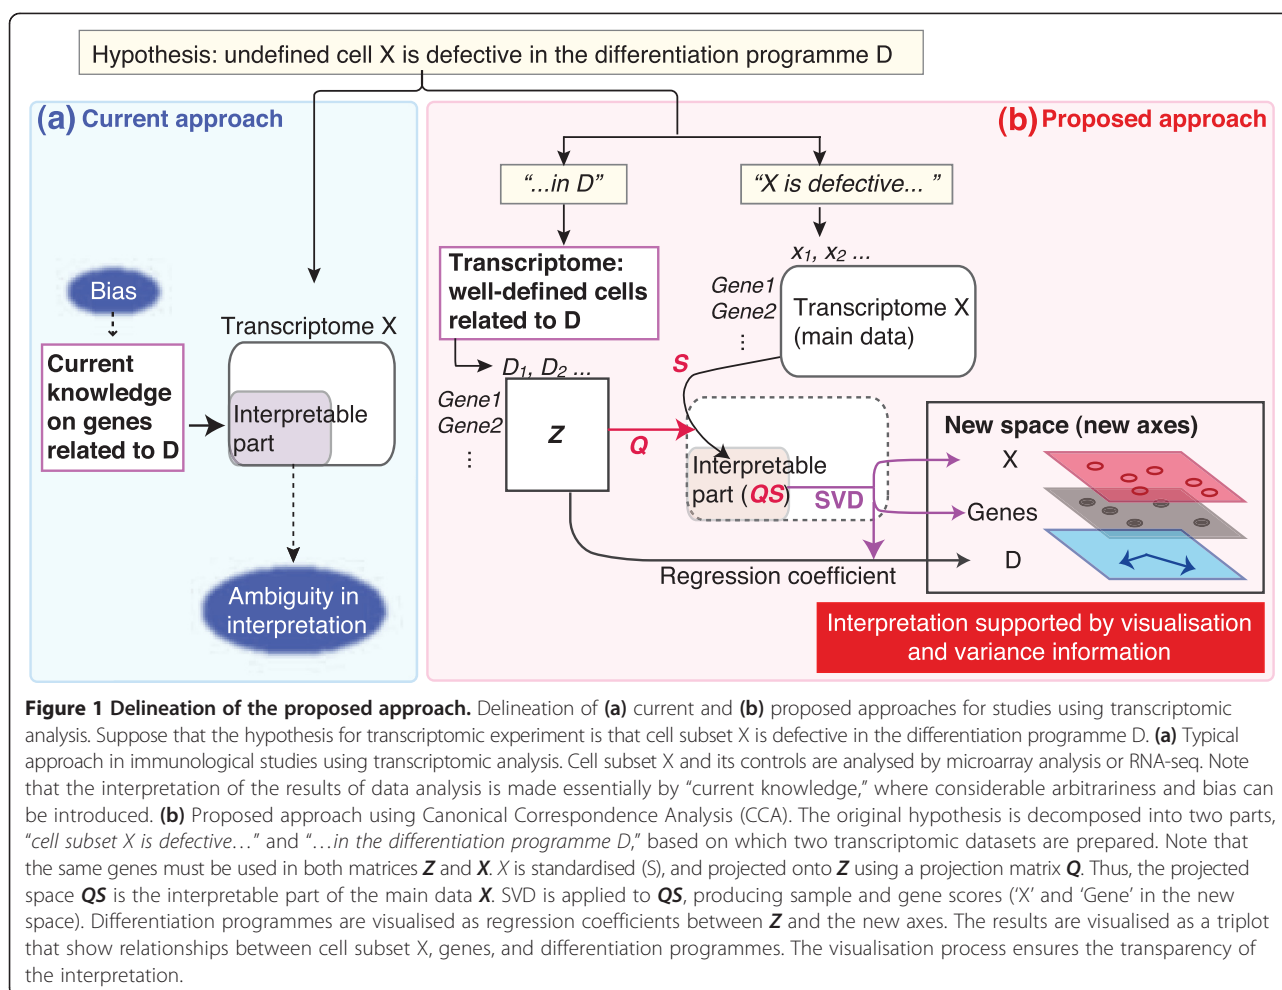 Hypothesis: undefined cell X is defective in the differentiation programme D
(a) Current approach
(b) Proposed approach
Bias
Current
knowledge
on genes
related to D
Transcriptome X
Interpretable
part
Ambiguity in
interpretation
“...in D”
“X is defective... ”
Transcriptome:
well-defined cells
related to D
x1, x2 ...
Gene1
Gene2
...
Transcriptome X
(main data)
D1, D2 ...
Gene1
Gene2
...
Z
Q
S
Interpretable
part (QS)
SVD
Regression coefficient
New space (new axes)
X
Genes
D
Interpretation supported by visualisation
and variance information
Figure 1 Delineation of the proposed approach. Delineation of (a) current and (b) proposed approaches for studies using transcriptomic
analysis. Suppose that the hypothesis for transcriptomic experiment is that cell subset X is defective in the differentiation programme D. (a) Typical
approach in immunological studies using transcriptomic analysis. Cell subset X and its controls are analysed by microarray analysis or RNA-seq. Note
that the interpretation of the results of data analysis is made essentially by “current knowledge,” where considerable arbitrariness and bias can
be introduced. (b) Proposed approach using Canonical Correspondence Analysis (CCA). The original hypothesis is decomposed into two parts,
“cell subset X is defective…” and “…in the differentiation programme D,” based on which two transcriptomic datasets are prepared. Note that
the same genes must be used in both matrices Z and X. X is standardised (S), and projected onto Z using a projection matrix Q. Thus, the projected
space QS is the interpretable part of the main data X. SVD is applied to QS, producing sample and gene scores (‘X’ and ‘Gene’ in the new
space). Differentiation programmes are visualised as regression coefficients between Z and the new axes. The results are visualised as a triplot
that show relationships between cell subset X, genes, and differentiation programmes. The visualisation process ensures the transparency of
the interpretation.